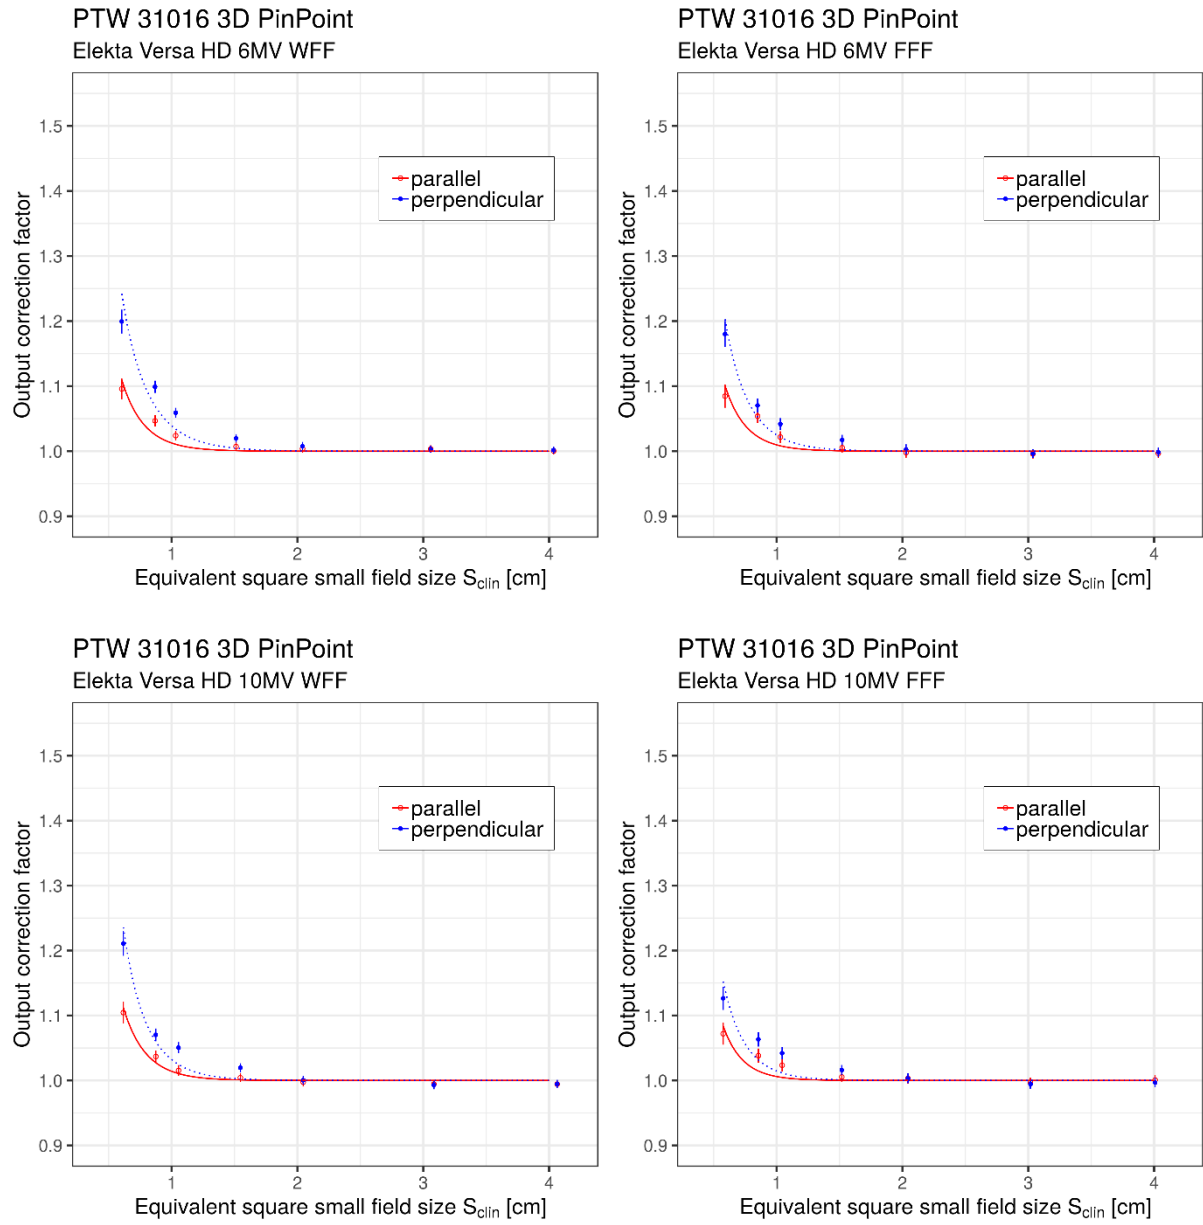 PTW 31016 3D PinPoint
Elekta Versa HD 6MV WFF
Output correction factor
1.5
1.4
1.3
1.2
1.1
1.0
0.9
parallel
perpendicular
1 2 3 4
Equivalent square small field size Sclin [cm]
PTW 31016 3D PinPoint
Elekta Versa HD 6MV FFF
Output correction factor
1.5
1.4
1.3
1.2
1.1
1.0
0.9
parallel
perpendicular
1 2 3 4
Equivalent square small field size Sclin [cm]
PTW 31016 3D PinPoint
Elekta Versa HD 10MV WFF
Output correction factor
1.5
1.4
1.3
1.2
1.1
1.0
0.9
parallel
perpendicular
1 2 3 4
Equivalent square small field size Sclin [cm]
PTW 31016 3D PinPoint
Elekta Versa HD 10MV FFF
Output correction factor
1.5
1.4
1.3
1.2
1.1
1.0
0.9
parallel
perpendicular
1 2 3 4
Equivalent square small field size Sclin [cm]